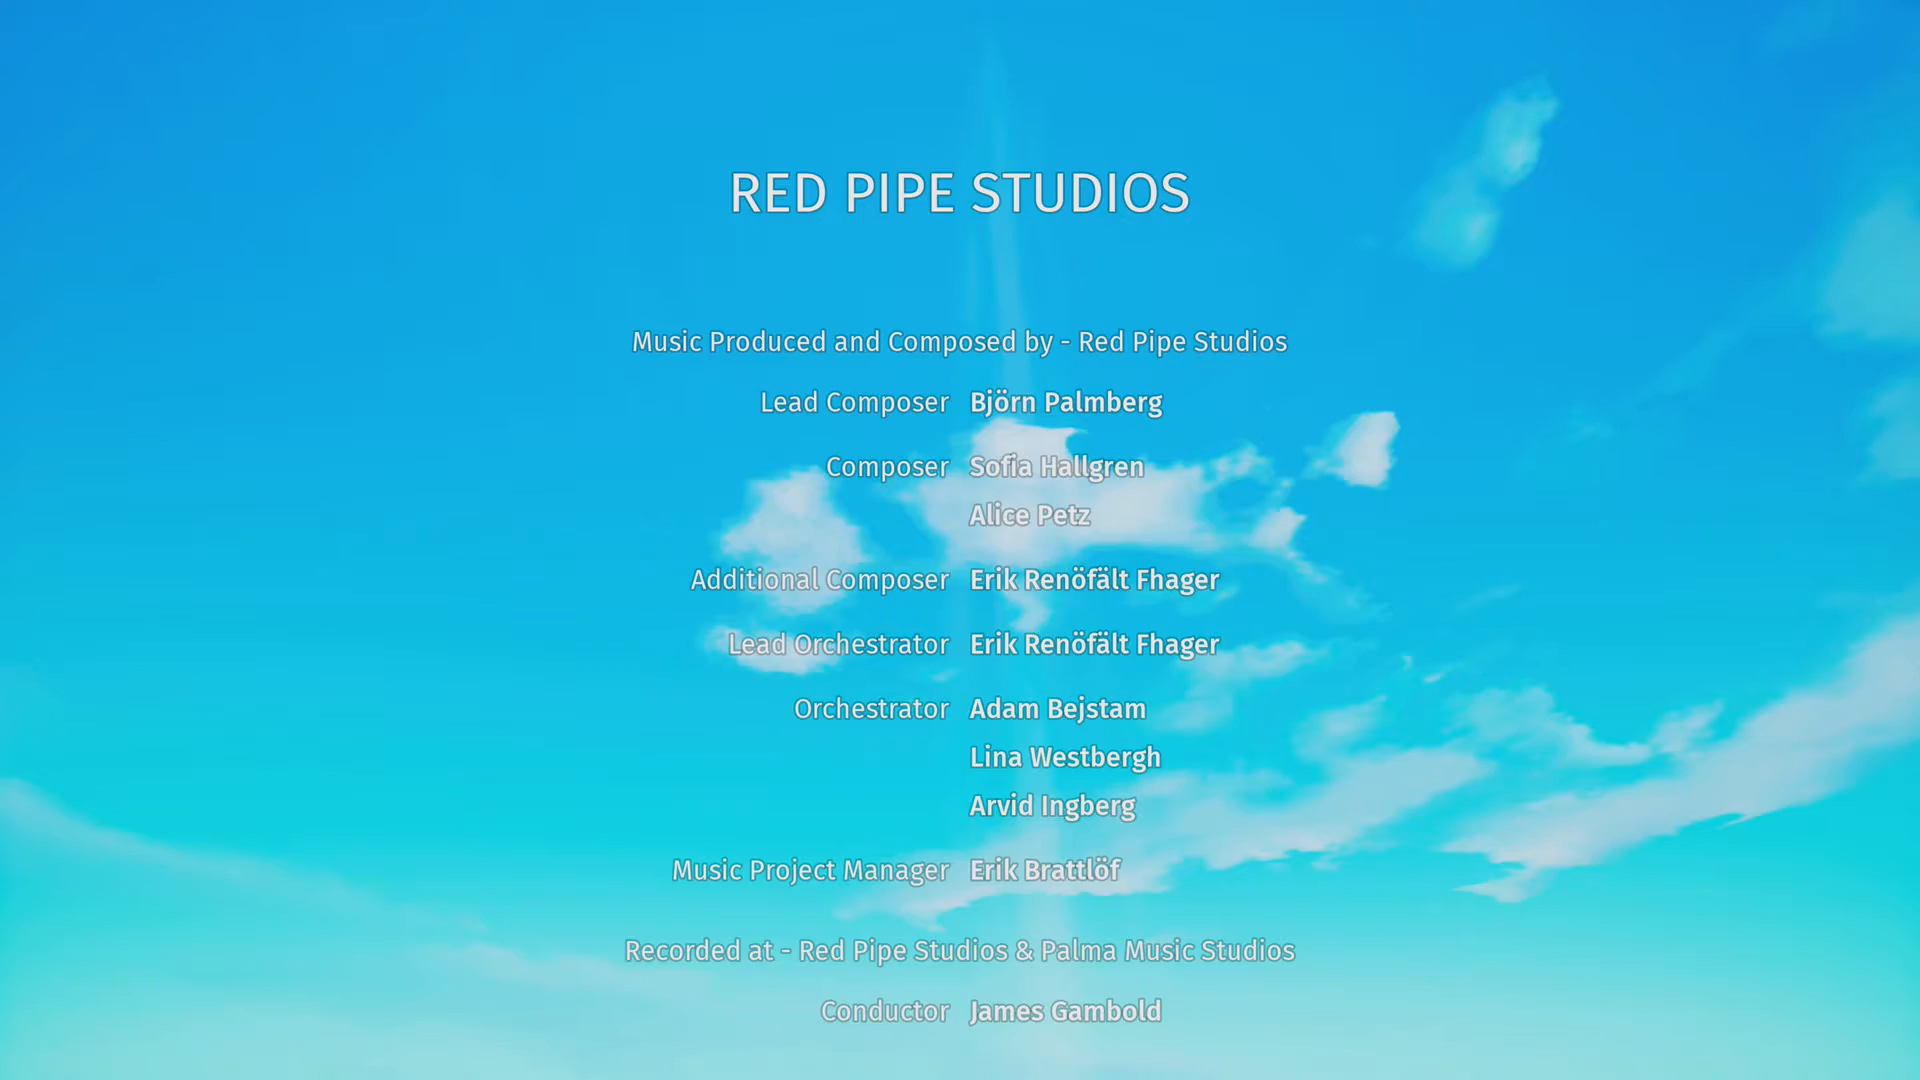 RED PIPE STUDIOS
Music Produced and Composed by - Red Pipe Studios
Lead Composer Björn Palmberg
Composer Sofia Hallgren
Alice Petz
Additional Composer Erik Renöfält Fhager
Lead Orchestrator Erik Renöfält Fhager
Orchestrator Adam Bejstam
Lina Westbergh
Arvid Ingberg
Music Project Manager Erik Brattlöf
Recorded at - Red Pipe Studios & Palma Music Studios
Conductor James Gambold